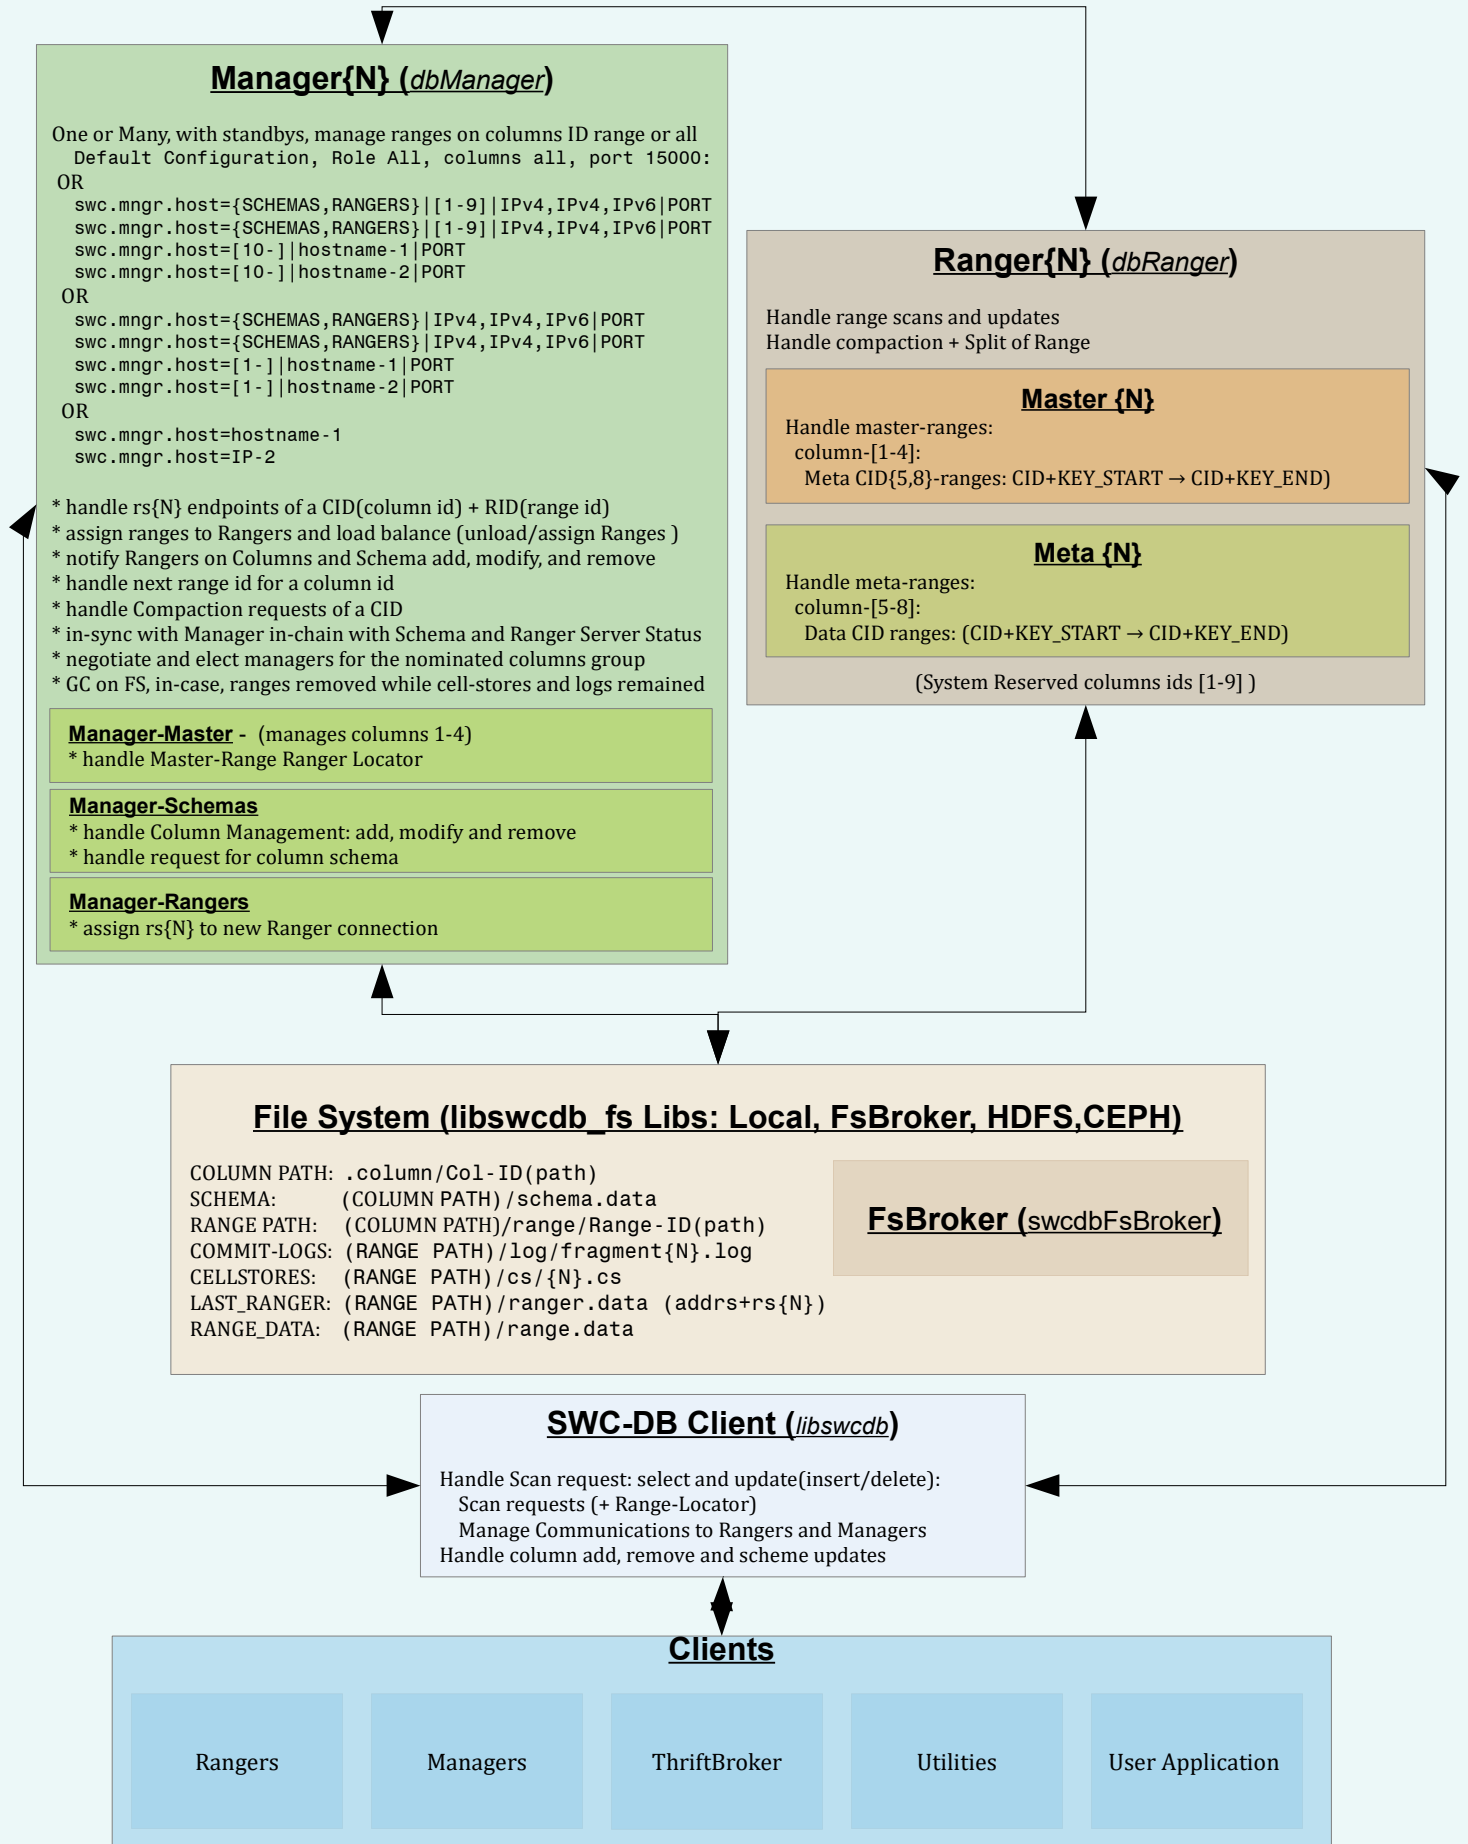 Manager{N} (dbManager)
One or Many, with standbys, manage ranges on columns ID range or all
Default Configuration, Role All, columns all, port 15000:
OR
swc.mngr.host={SCHEMAS,RANGERS}|[1-9]|IPv4,IPv4,IPv6|PORT
swc.mngr.host={SCHEMAS,RANGERS}|[1-9]|IPv4,IPv4,IPv6|PORT
swc.mngr.host=[10-]|hostname-1|PORT
swc.mngr.host=[10-]|hostname-2|PORT
OR
swc.mngr.host={SCHEMAS,RANGERS}|IPv4,IPv4,IPv6|PORT
swc.mngr.host={SCHEMAS,RANGERS}|IPv4,IPv4,IPv6|PORT
swc.mngr.host=[1-]|hostname-1|PORT
swc.mngr.host=[1-]|hostname-2|PORT
OR
swc.mngr.host=hostname-1
swc.mngr.host=IP-2
* handle rs{N} endpoints of a CID(column id) + RID(range id)
* assign ranges to Rangers and load balance (unload/assign Ranges )
* notify Rangers on Columns and Schema add, modify, and remove
* handle next range id for a column id
* handle Compaction requests of a CID
* in-sync with Manager in-chain with Schema and Ranger Server Status
* negotiate and elect managers for the nominated columns group
* GC on FS, in-case, ranges removed while cell-stores and logs remained
Manager-Master - (manages columns 1-4)
* handle Master-Range Ranger Locator
Manager-Schemas
* handle Column Management: add, modify and remove
* handle request for column schema
Manager-Rangers
* assign rs{N} to new Ranger connection
Ranger{N} (dbRanger)
Handle range scans and updates
Handle compaction + Split of Range
Master {N}
Handle master-ranges:
column-[1-4]:
Meta CID{5,8}-ranges: CID+KEY_START → CID+KEY_END)
Meta {N}
Handle meta-ranges:
column-[5-8]:
Data CID ranges: (CID+KEY_START → CID+KEY_END)
(System Reserved columns ids [1-9] )
File System (libswcdb_fs Libs: Local, FsBroker, HDFS,CEPH)
COLUMN PATH: .column/Col-ID(path)
SCHEMA: (COLUMN PATH)/schema.data
RANGE PATH: (COLUMN PATH)/range/Range-ID(path)
COMMIT-LOGS: (RANGE PATH)/log/fragment{N}.log
CELLSTORES: (RANGE PATH)/cs/{N}.cs
LAST_RANGER: (RANGE PATH)/ranger.data (addrs+rs{N})
RANGE_DATA: (RANGE PATH)/range.data
FsBroker (swcdbFsBroker)
SWC-DB Client (libswcdb)
Handle Scan request: select and update(insert/delete):
Scan requests (+ Range-Locator)
Manage Communications to Rangers and Managers
Handle column add, remove and scheme updates
Clients
Rangers
Managers
ThriftBroker
Utilities
User Application